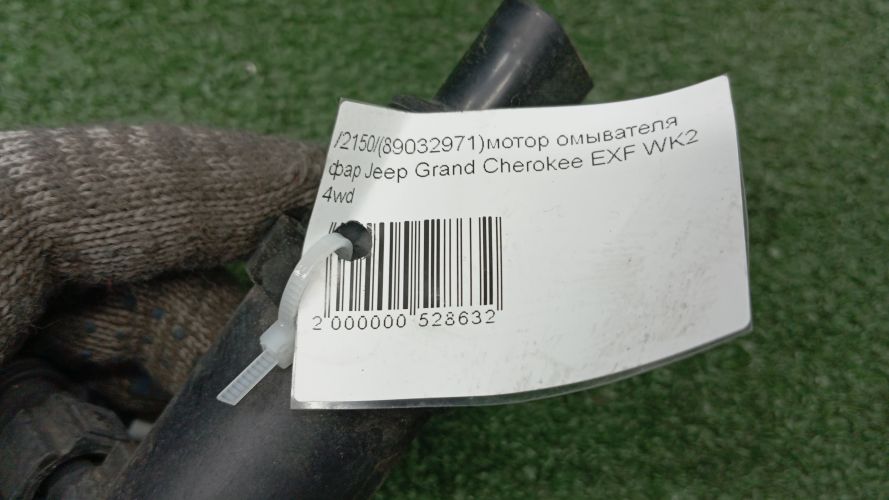 /2150/(89032971)мотор омывателя
фар Jeep Grand Cherokee EXF WK2
4wd
2 000000 528632